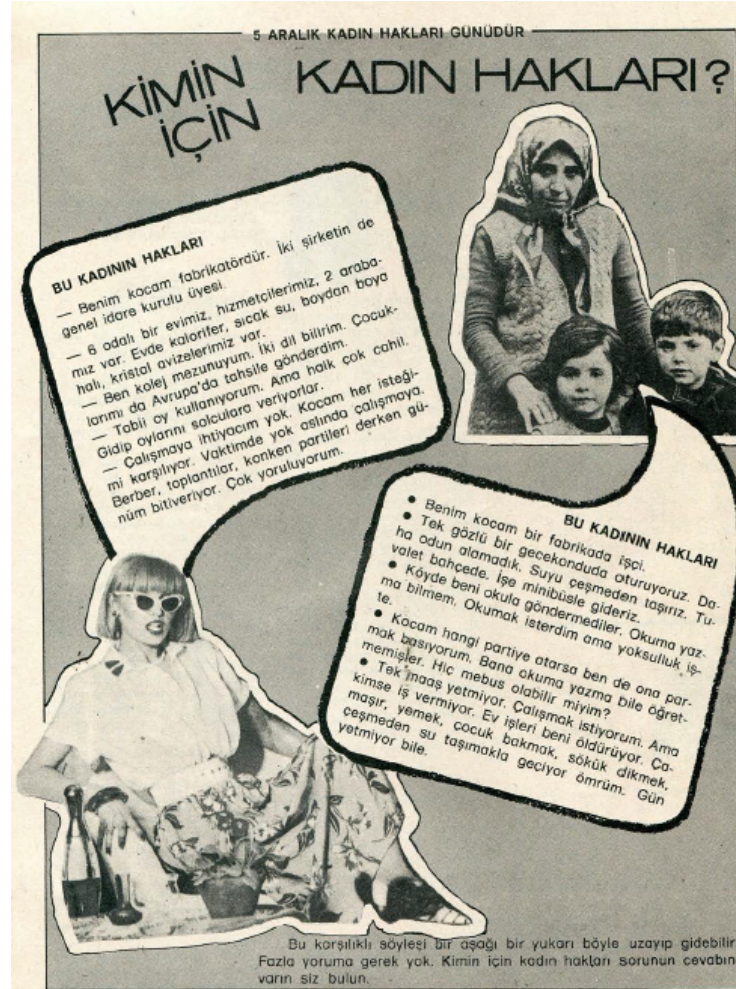 5 ARALIK KADIN HAKLARI GÜNÜDÜR
KİMİN
İÇİN
KADIN HAKLARI?
BU KADININ HAKLARI
— Benim kocam fabrikatördür. İki şirketin de
genel idare kurulu üyesi.
— 6 odalı bir evimiz, hizmetçilerimiz, 2 araba-
mız var. Evde kalorifer, sıcak su, boydan boya
halı, kristal avizelerimiz var.
— Ben kolej mezunuyum. İki dil bilirim. Çocuk-
larımı da Avrupa'da tahsile gönderdim.
— Tabii oy kullanıyorum. Ama halk çok cahil.
Gidip oylarını solculara veriyorlar.
— Çalışmaya ihtiyacım yok. Kocam her isteği-
mi karşılıyor. Vaktimde yok aslında çalışmaya.
Berber, toplantılar, konken partileri derken gü-
nüm bitiveriyor. Çok yoruluyorum.
BU KADININ HAKLARI
• Benim kocam bir fabrikada işçi.
• Tek gözlü bir gecekonduda oturuyoruz. Da-
ha odun alamadık. Suyu çeşmeden taşırız. Tu-
valet bahçede. İşe minibüsle gideriz.
• Köyde beni okula göndermediler. Okuma yaz-
ma bilmem. Okumak isterdim ama yoksulluk iş-
te.
• Kocam hangi partiye atarsa ben de ona par-
mak basıyorum. Bana okuma yazma bile öğret-
memişler. Hiç mebus olabilir miyim?
• Tek maaş yetmiyor. Çalışmak istiyorum. Ama
kimse iş vermiyor. Ev işleri beni öldürüyor. Ça-
maşır, yemek, çocuk bakmak, sökük dikmek,
çeşmeden su taşımakla geçiyor ömrüm. Gün
yetmiyor bile.
Bu karşılıklı söyleşi bir aşağı bir yukarı böyle uzayıp gidebilir
Fazla yoruma gerek yok. Kimin için kadın hakları sorunun cevabın
varın siz bulun.